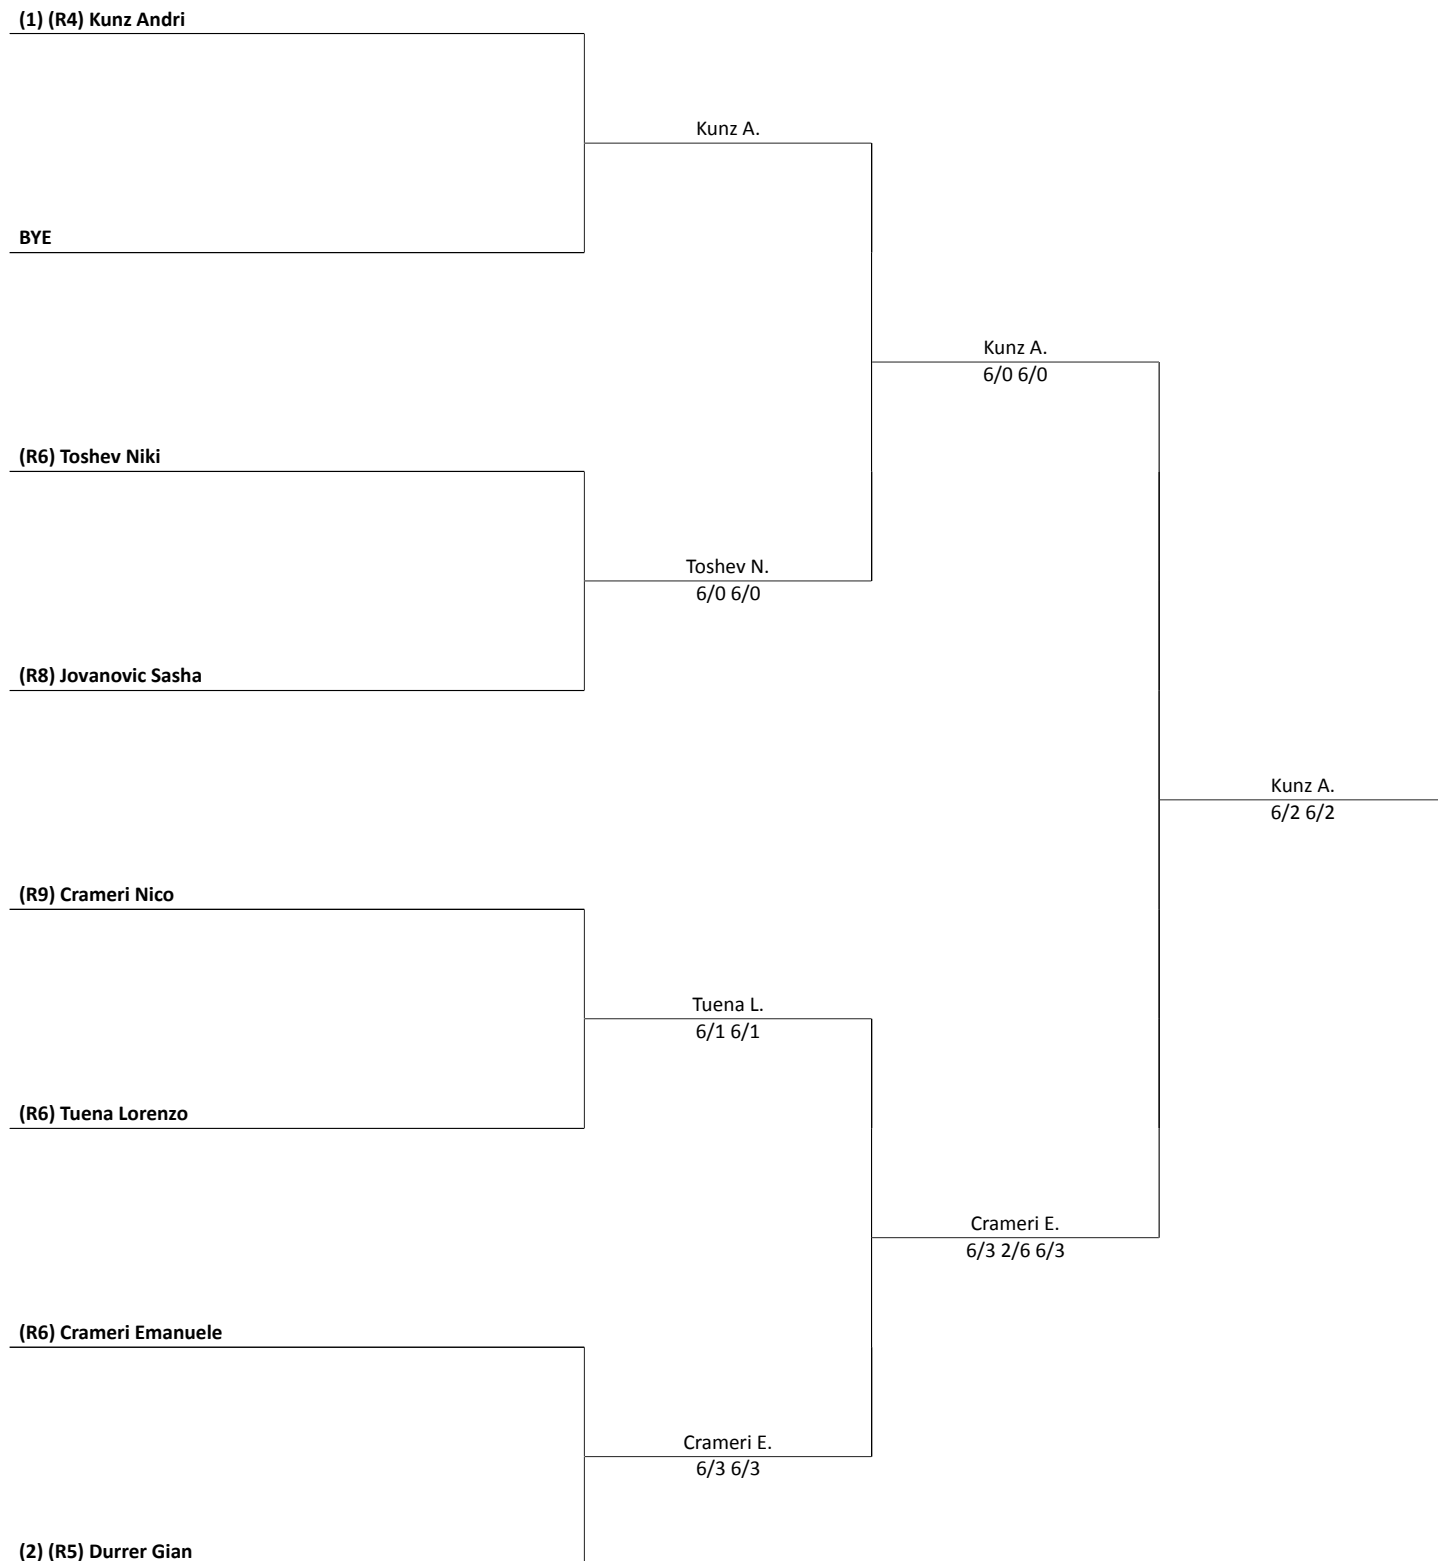 (1) (R4) Kunz Andri
Kunz A.
BYE
Kunz A.
6/0 6/0
(R6) Toshev Niki
Toshev N.
6/0 6/0
(R8) Jovanovic Sasha
Kunz A.
6/2 6/2
(R9) Crameri Nico
Tuena L.
6/1 6/1
(R6) Tuena Lorenzo
Crameri E.
6/3 2/6 6/3
(R6) Crameri Emanuele
Crameri E.
6/3 6/3
(2) (R5) Durrer Gian